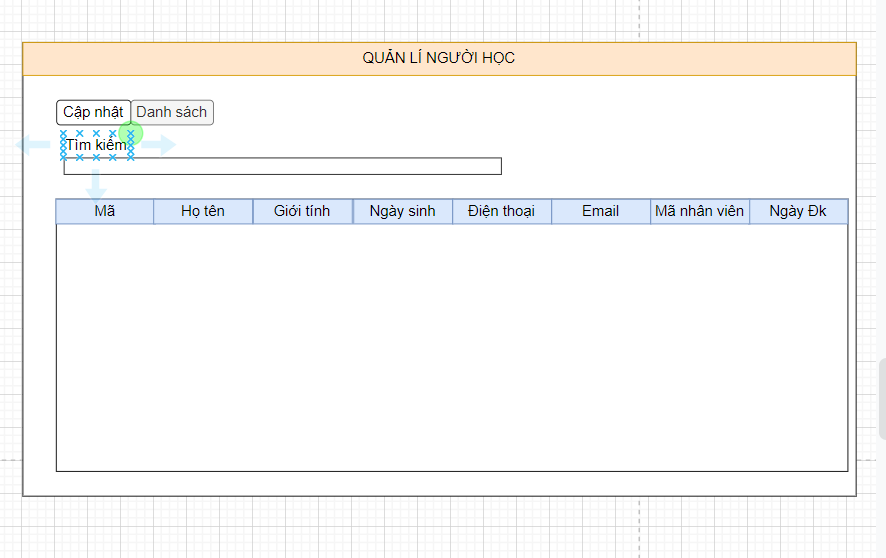 QUẢN LÍ NGƯỜI HỌC
Cập nhật Danh sách
Tìm kiếm
Mã Họ tên Giới tính Ngày sinh Điện thoại Email Mã nhân viên Ngày Đk